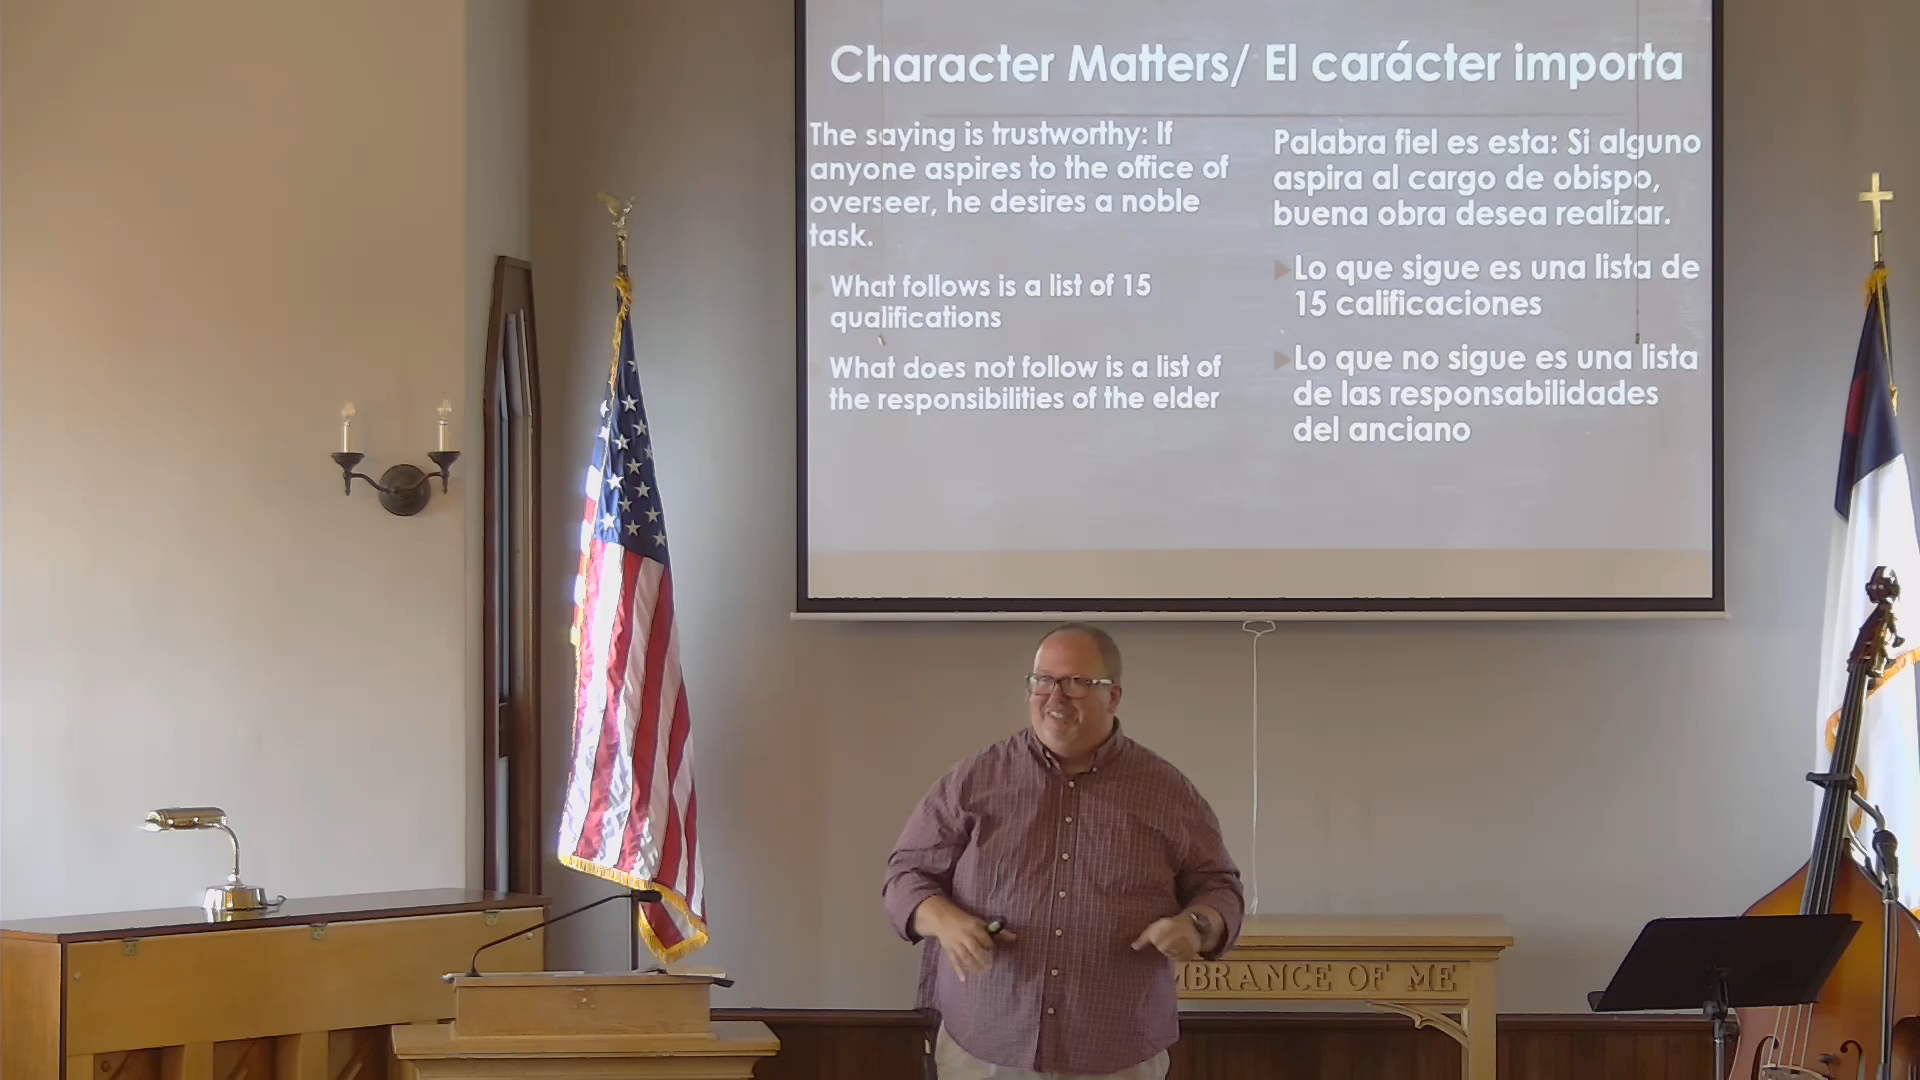 Character Matters/ El carácter importa
The saying is trustworthy: If
anyone aspires to the office of
overseer, he desires a noble
task.
What follows is a list of 15
qualifications
What does not follow is a list of
the responsibilities of the elder
Palabra fiel es esta: Si alguno
aspira al cargo de obispo,
buena obra desea realizar.
Lo que sigue es una lista de
15 calificaciones
Lo que no sigue es una lista
de las responsabilidades
del anciano
MBRANCE OF ME